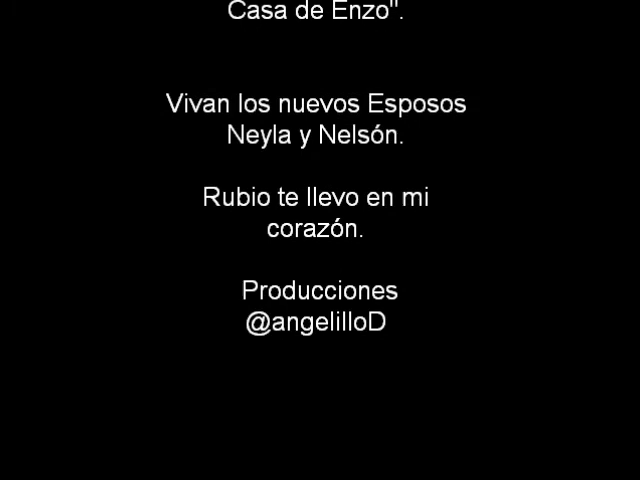 Casa de Enzo".
Vivan los nuevos Esposos
Neyla y Nelsón.
Rubio te llevo en mi
corazón.
Producciones
@angelilloD